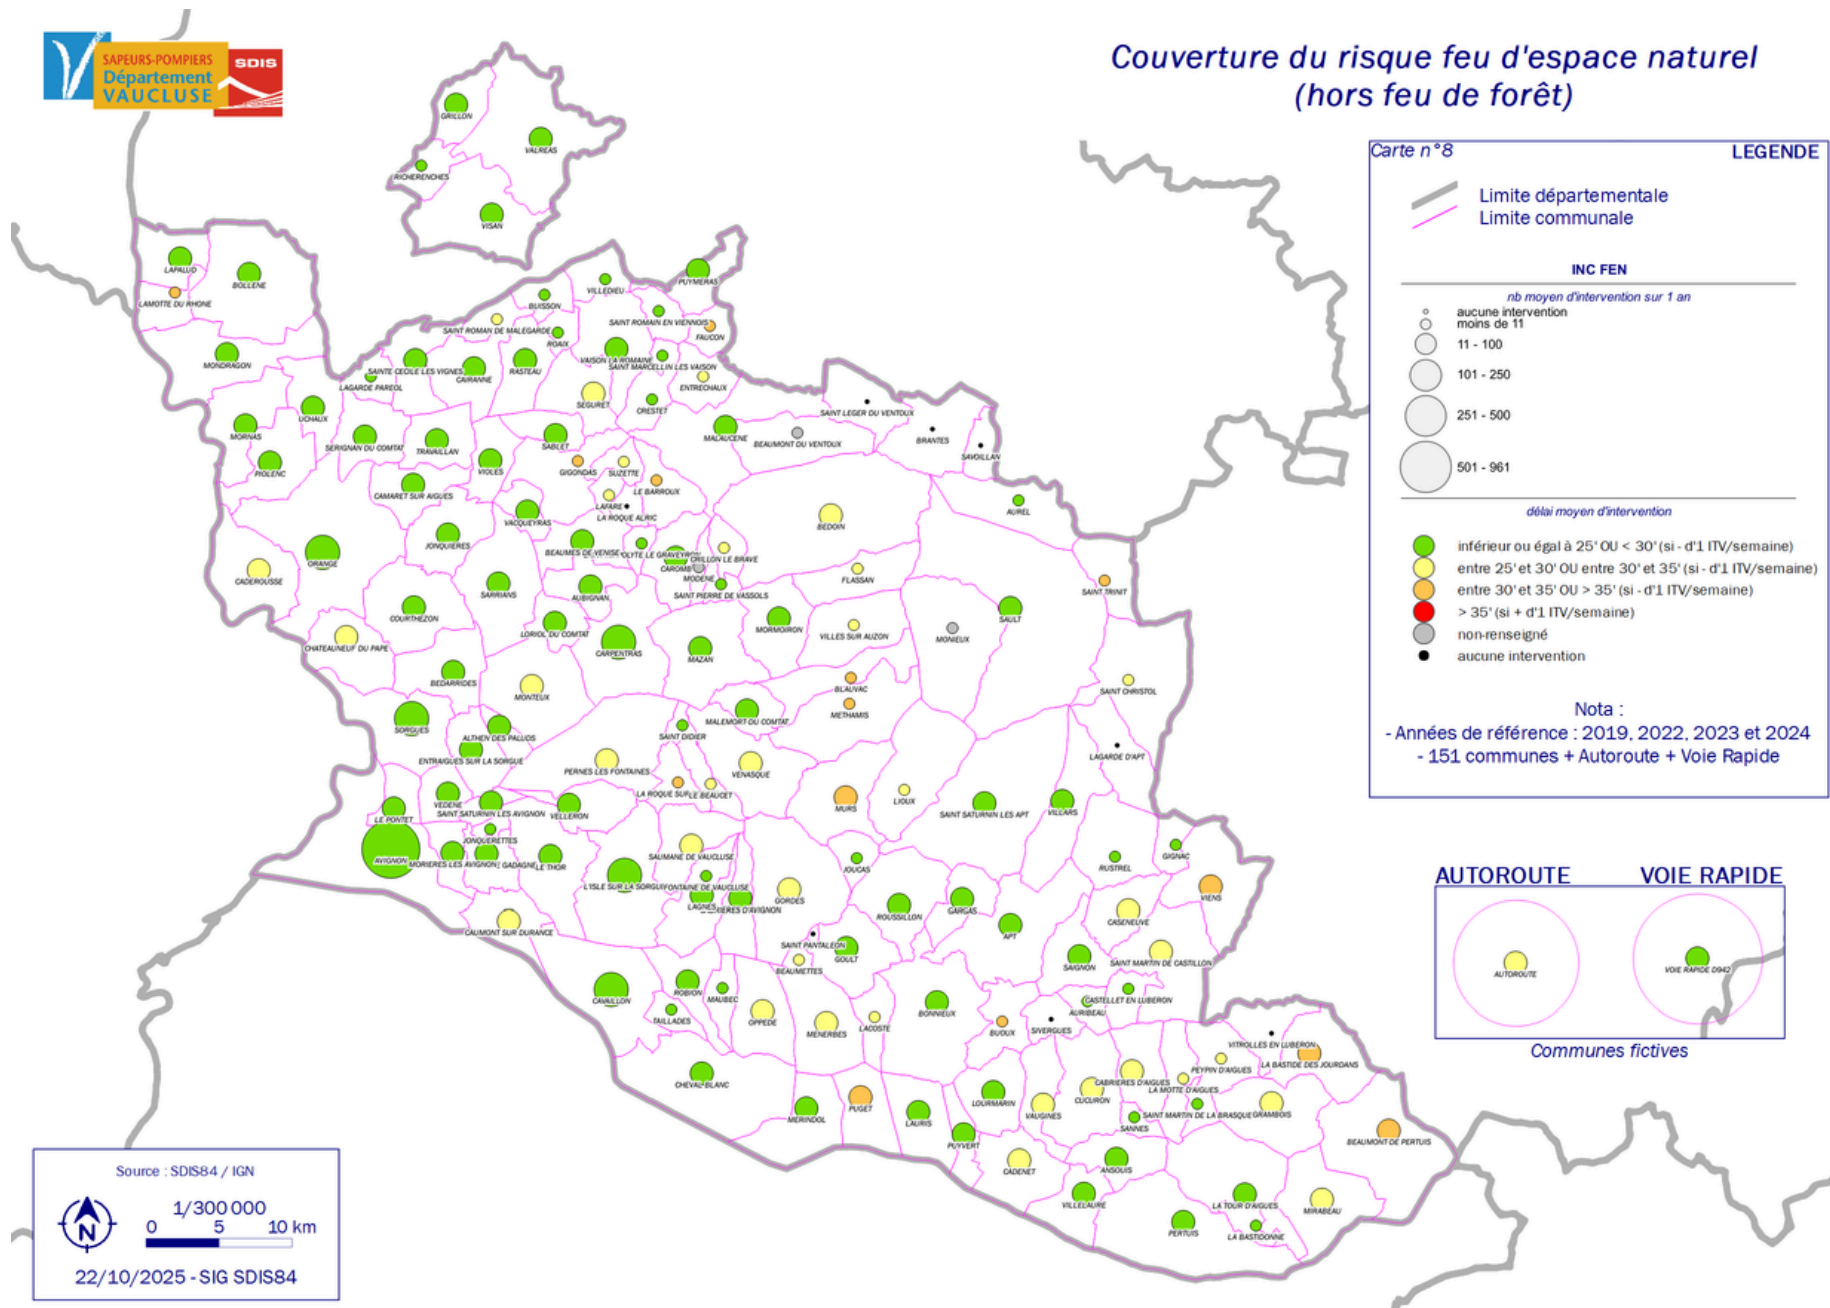 SAPEURS-POMPIERS
Département
VAUCLUSE
SDIS
Couverture du risque feu d'espace naturel
(hors feu de forêt)
Carte n°8
LEGENDE
Limite départementale
Limite communale
INC FEN
nb moyen d'intervention sur 1 an
aucune intervention
moins de 11
11 - 100
101 - 250
251 - 500
501 - 961
délai moyen d'intervention
inférieur ou égal à 25' OU < 30' (si - d'1 ITV/semaine)
entre 25' et 30' OU entre 30' et 35' (si - d'1 ITV/semaine)
entre 30' et 35' OU > 35' (si - d'1 ITV/semaine)
> 35' (si + d'1 ITV/semaine)
non-renseigné
aucune intervention
Nota :
- Années de référence : 2019, 2022, 2023 et 2024
- 151 communes + Autoroute + Voie Rapide
AUTOROUTE
VOIE RAPIDE
AUTOROUTE
VOIE RAPIDE D942
Communes fictives
GRILLON
VALREAS
RICHERENCHES
VISAN
LAPALUD
BOLLENE
LAMOTTE DU RHONE
PUYMERAS
VILLEDIEU
BUISSON
SAINT ROMAIN EN VIENNOIS
SAINT ROMAN DE MALEGARDE
FAUCON
ROAIX
MONDRAGON
VAISON LA ROMAINE
SAINT MARCELLIN LES VAISON
SAINTE CECILE LES VIGNES
CAIRANNE
RASTEAU
LAGARDE PAREOL
ENTRECHAUX
SEGURET
CRESTET
UCHAUX
SAINT LEGER DU VENTOUX
MORNAS
SERIGNAN DU COMTAT
TRAVAILLAN
SABLET
MALAUCENE
BEAUMONT DU VENTOUX
BRANTES
SAVOILLAN
PIOLENC
VIOLES
GIGONDAS
SUZETTE
LE BARROUX
CAMARET SUR AIGUES
LAFARE
LA ROQUE ALRIC
AUREL
VACQUEYRAS
BEDOIN
JONQUIERES
BEAUMES DE VENISE
OLYTE LE GRAVEYRON
CRILLON LE BRAVE
CAROMB
MODENE
ORANGE
CADEROUSSE
FLASSAN
SAINT TRINIT
SARRIANS
AUBIGNAN
SAINT PIERRE DE VASSOLS
COURTHEZON
LORIOL DU COMTAT
MORMOIRON
VILLES SUR AUZON
MONIEUX
SAULT
CHATEAUNEUF DU PAPE
CARPENTRAS
MAZAN
BEDARRIDES
MONTEUX
BLAUVAC
METHAMIS
SAINT CHRISTOL
SORGUES
ALTHEN DES PALUDS
SAINT DIDIER
MALEMORT DU COMTAT
ENTRAIGUES SUR LA SORGUE
LAGARDE D'APT
PERNES LES FONTAINES
VENASQUE
LA ROQUE SUR
LE BEAUCET
MURS
LIOUX
VEDENE
SAINT SATURNIN LES AVIGNON
VELLERON
SAINT SATURNIN LES APT
VILLARS
LE PONTET
JONQUERETTES
AVIGNON
MORIERES LES AVIGNON
GADAGNE
LE THOR
SAUMANE DE VAUCLUSE
JOUCAS
RUSTREL
GIGNAC
L'ISLE SUR LA SORGUE
FONTAINE DE VAUCLUSE
LAGNES
IERES D'AVIGNON
GORDES
ROUSSILLON
GARGAS
VIENS
CASENEUVE
CAUMONT SUR DURANCE
SAINT PANTALEON
GOULT
APT
BEAUMETTES
SAIGNON
SAINT MARTIN DE CASTILLON
CAVAILLON
ROBION
MAUBEC
TAILLADES
OPPEDE
MENERBES
LACOSTE
BONNIEUX
CASTELLET EN LUBERON
AURIBEAU
BUOUX
SIVERGUES
VITROLLES EN LUBERON
LA BASTIDE DES JOURDANS
PEYPIN D'AIGUES
CHEVAL-BLANC
CABRIERES D'AIGUES
LA MOTTE D'AIGUES
MERINDOL
PUGET
LAURIS
LOURMARIN
VAUGINES
CUCURON
SAINT MARTIN DE LA BRASQUE
GRAMBOIS
SANNES
PUYVERT
BEAUMONT DE PERTUIS
CADENET
ANSOUIS
VILLELAURE
LA TOUR D'AIGUES
MIRABEAU
PERTUIS
LA BASTIDONNE
Source : SDIS84 / IGN
N
1/300 000
0 5 10 km
22/10/2025 - SIG SDIS84